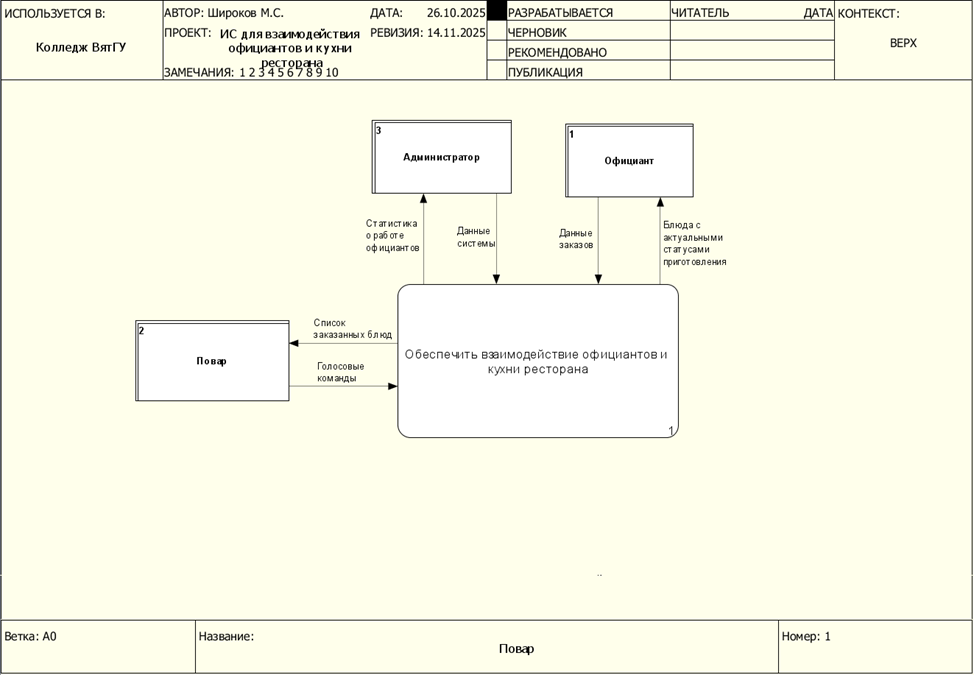 ИСПОЛЬЗУЕТСЯ В:
Колледж ВятГУ
АВТОР: Широков М.С.
ДАТА: 26.10.2025
ПРОЕКТ: ИС для взаимодействия
официантов и кухни
ресторана
РЕВИЗИЯ: 14.11.2025
ЗАМЕЧАНИЯ: 1 2 3 4 5 6 7 8 9 10
РАЗРАБАТЫВАЕТСЯ
ЧЕРНОВИК
РЕКОМЕНДОВАНО
ПУБЛИКАЦИЯ
ЧИТАТЕЛЬ
ДАТА
КОНТЕКСТ:
ВЕРХ
3
Администратор
1
Официант
Статистика
о работе
официантов
Данные
системы
Данные
заказов
Блюда с
актуальными
статусами
приготовления
2
Повар
Список
заказанных блюд
Голосовые
команды
Обеспечить взаимодействие официантов и
кухни ресторана
1
Ветка: A0
Название:
Повар
Номер: 1